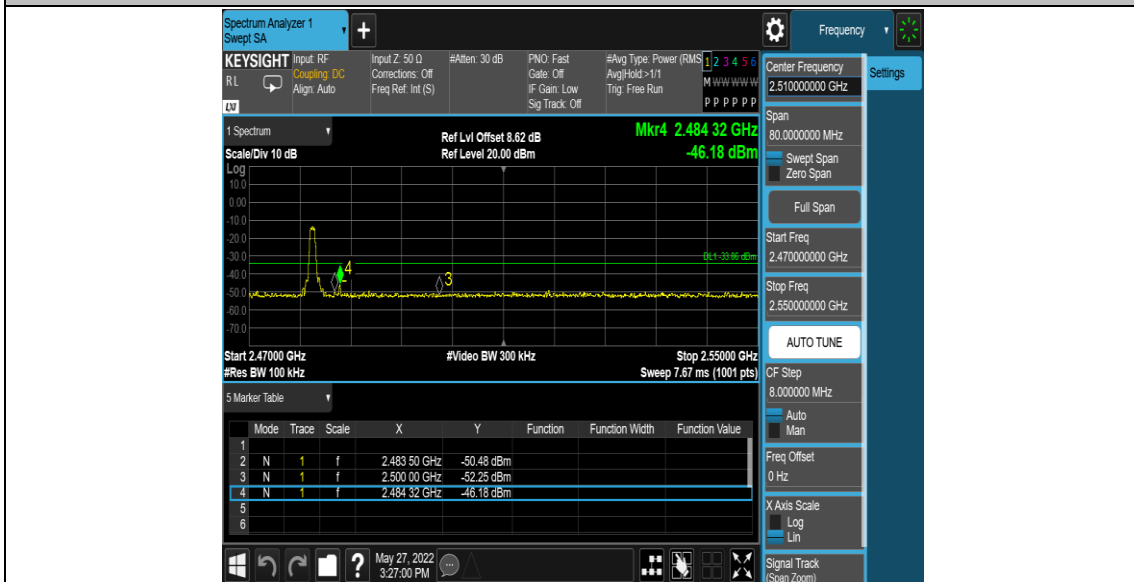 Spectrum Analyzer 1
Swept SA
+
Frequency
KEYSIGHT
RL
LXI
Input: RF
Coupling: DC
Align: Auto
Input Z: 50 Ω
Corrections: Off
Freq Ref: Int (S)
#Atten: 30 dB
PNO: Fast
Gate: Off
IF Gain: Low
Sig Track: Off
#Avg Type: Power (RMS
Avg|Hold:>1/1
Trig: Free Run
1 2 3 4 5 6
M W W W W W
P P P P P P
Center Frequency
2.510000000 GHz
Settings
Span
80.0000000 MHz
Swept Span
Zero Span
Full Span
Start Freq
2.470000000 GHz
Stop Freq
2.550000000 GHz
AUTO TUNE
CF Step
8.000000 MHz
Auto
Man
Freq Offset
0 Hz
X Axis Scale
Log
Lin
Signal Track
(Span Zoom)
1 Spectrum
Scale/Div 10 dB
Ref Lvl Offset 8.62 dB
Ref Level 20.00 dBm
Mkr4 2.484 32 GHz
-46.18 dBm
Log
10.0
0.00
-10.0
-20.0
-30.0
-40.0
-50.0
-60.0
-70.0
DL1 -33.86 dBm
4
3
Start 2.47000 GHz
#Res BW 100 kHz
#Video BW 300 kHz
Stop 2.55000 GHz
Sweep 7.67 ms (1001 pts)
5 Marker Table
Mode Trace Scale X Y Function Function Width Function Value
1
2 N 1 f 2.483 50 GHz -50.48 dBm
3 N 1 f 2.500 00 GHz -52.25 dBm
4 N 1 f 2.484 32 GHz -46.18 dBm
5
6
?
May 27, 2022
3:27:00 PM